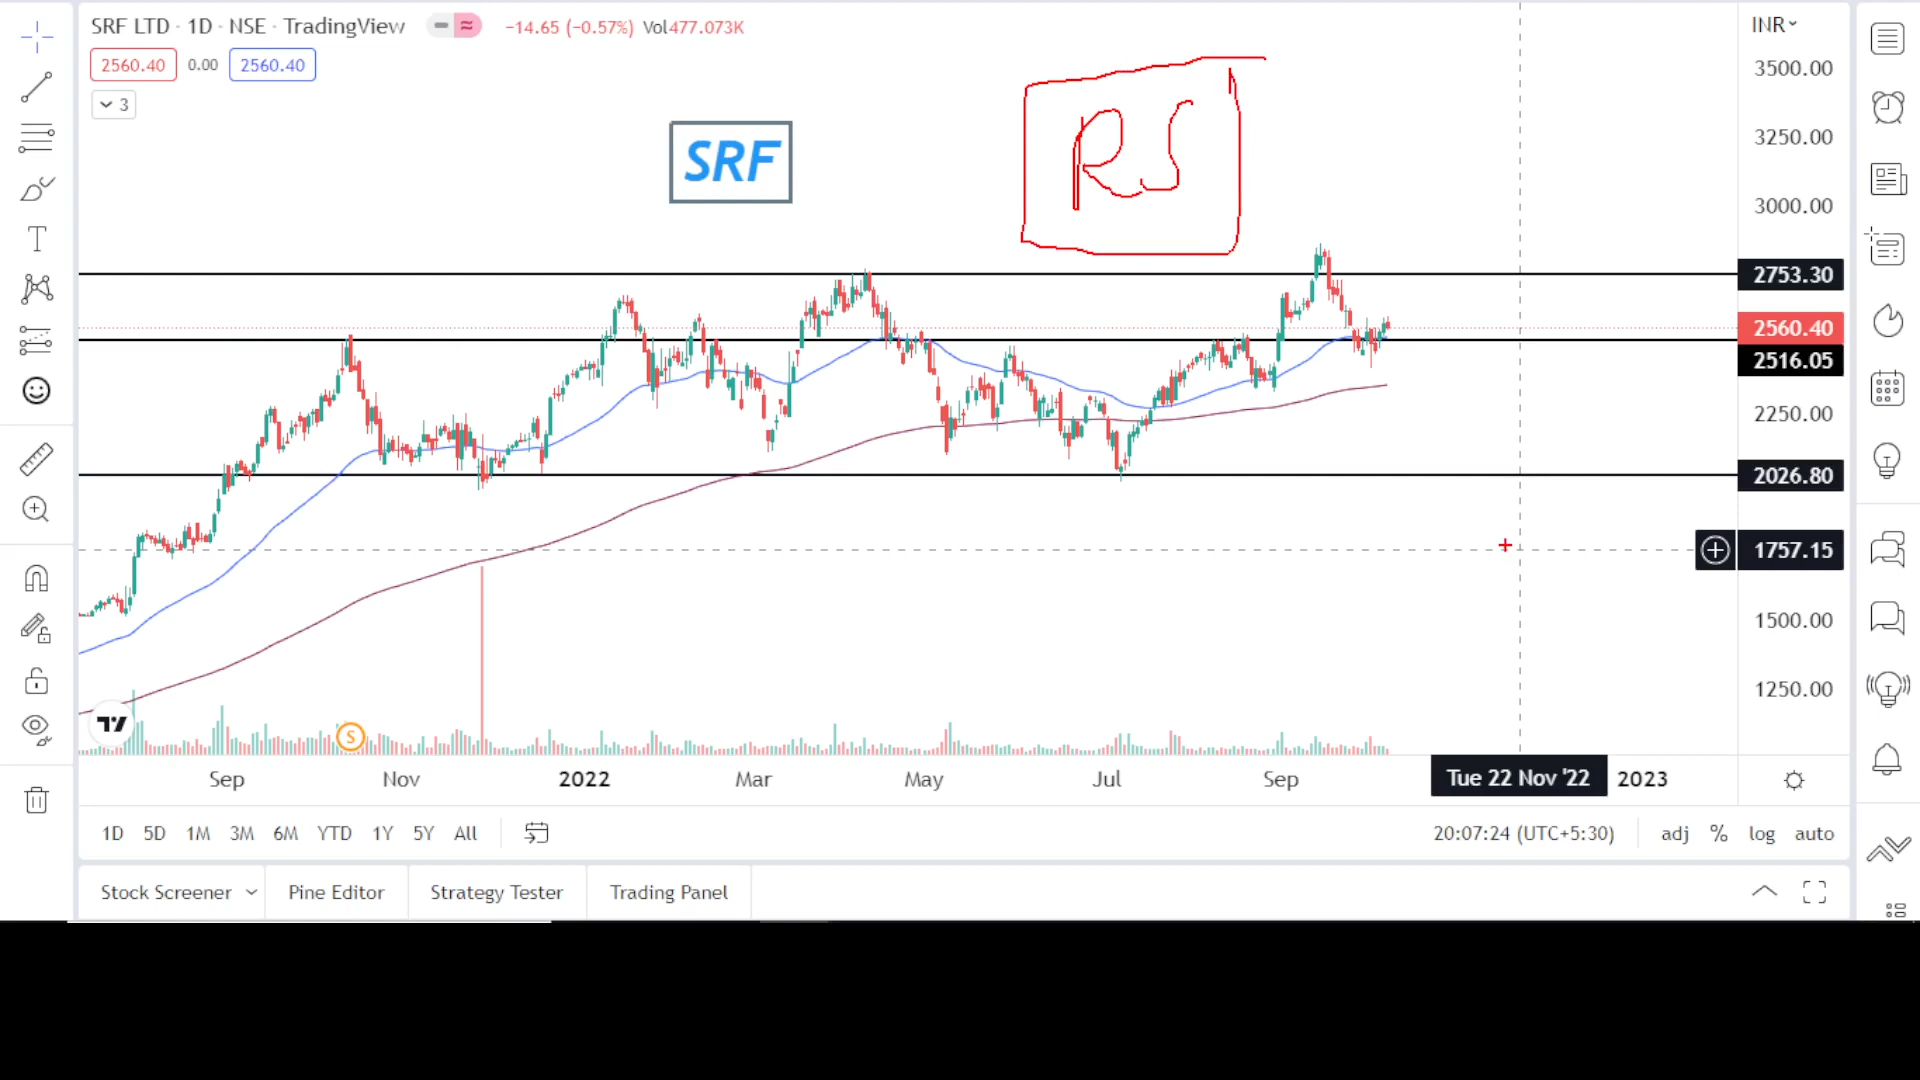 SRF LTD · 1D · NSE · TradingView
−14.65 (−0.57%) Vol477.073K
INR
2560.40 0.00 2560.40
3
SRF
RS
3500.00
3250.00
3000.00
2753.30
2560.40
2516.05
2250.00
2026.80
1757.15
1500.00
1250.00
S
Sep Nov 2022 Mar May Jul Sep Tue 22 Nov '22 2023
1D 5D 1M 3M 6M YTD 1Y 5Y All 20:07:24 (UTC+5:30) adj % log auto
Stock Screener Pine Editor Strategy Tester Trading Panel